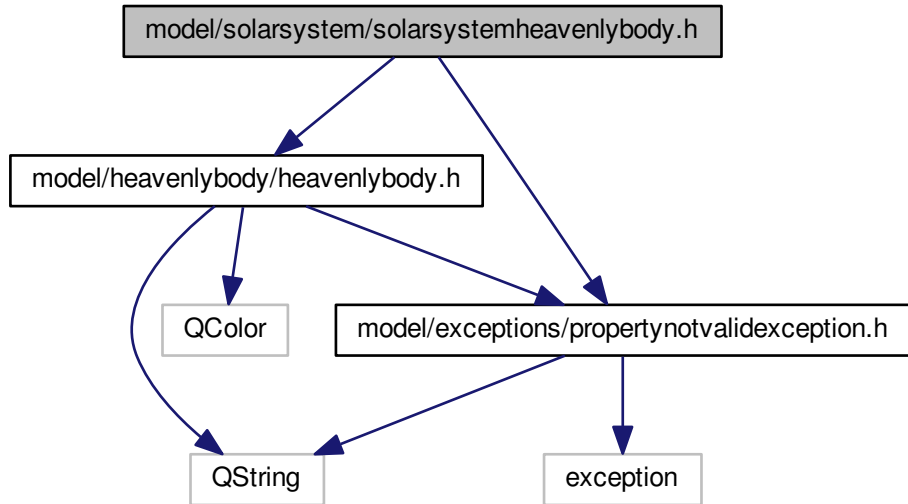 model/solarsystem/solarsystemheavenlybody.h
model/heavenlybody/heavenlybody.h
QColor
model/exceptions/propertynotvalidexception.h
QString
exception